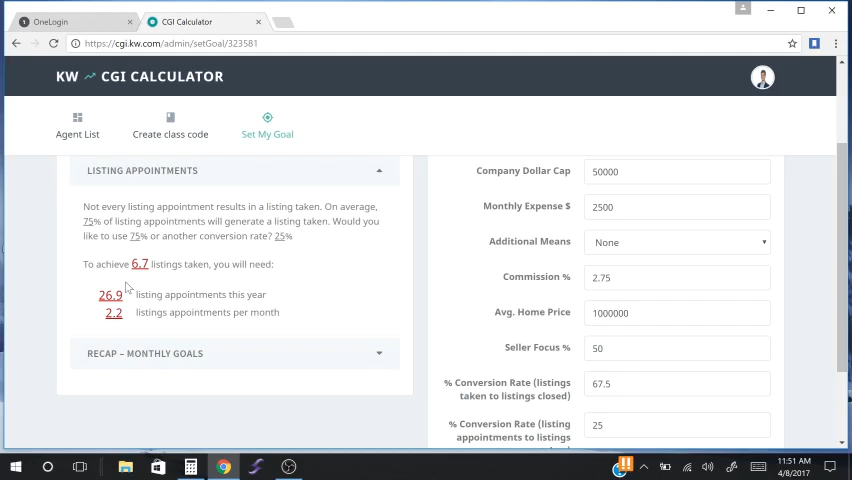 1 OneLogin
CGI Calculator
https://cgi.kw.com/admin/setGoal/323581
KW CGI CALCULATOR
Agent List
Create class code
Set My Goal
LISTING APPOINTMENTS
Not every listing appointment results in a listing taken. On average,
75% of listing appointments will generate a listing taken. Would you
like to use 75% or another conversion rate? 25%
To achieve 6.7 listings taken, you will need:
26.9 listing appointments this year
2.2 listings appointments per month
RECAP – MONTHLY GOALS
Company Dollar Cap 50000
Monthly Expense $ 2500
Additional Means None
Commission % 2.75
Avg. Home Price 1000000
Seller Focus % 50
% Conversion Rate (listings
taken to listings closed) 67.5
% Conversion Rate (listing
appointments to listings 25
11:51 AM
4/8/2017